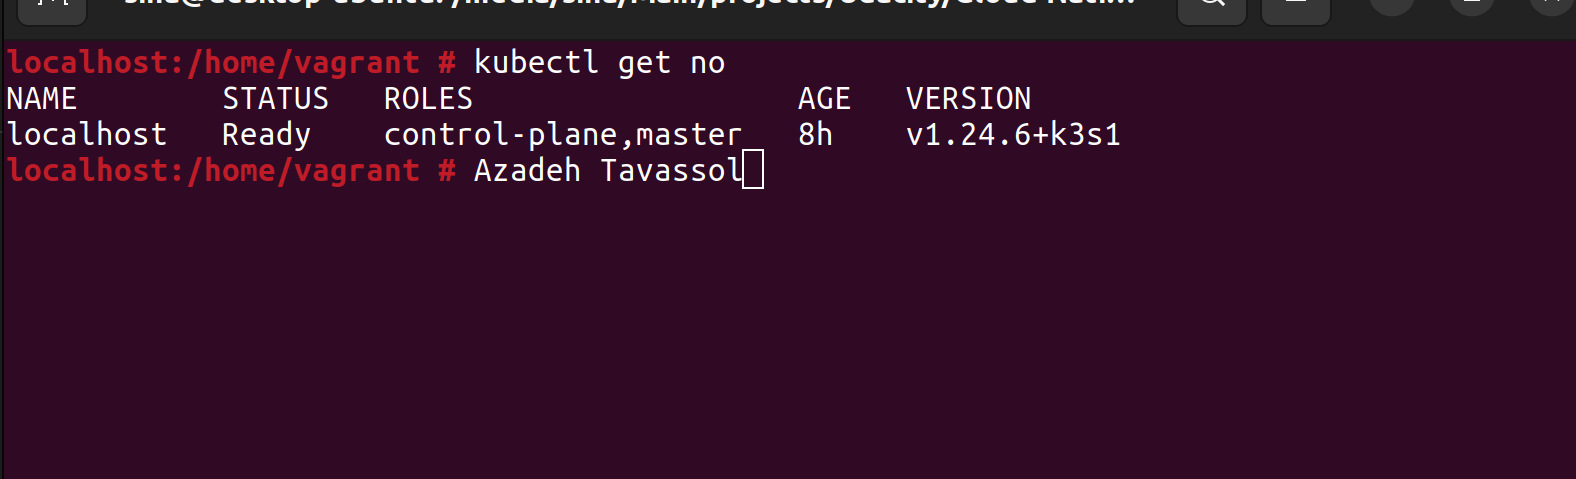 localhost:/home/vagrant # kubectl get no
NAME STATUS ROLES AGE VERSION
localhost Ready control-plane,master 8h v1.24.6+k3s1
localhost:/home/vagrant # Azadeh Tavassol